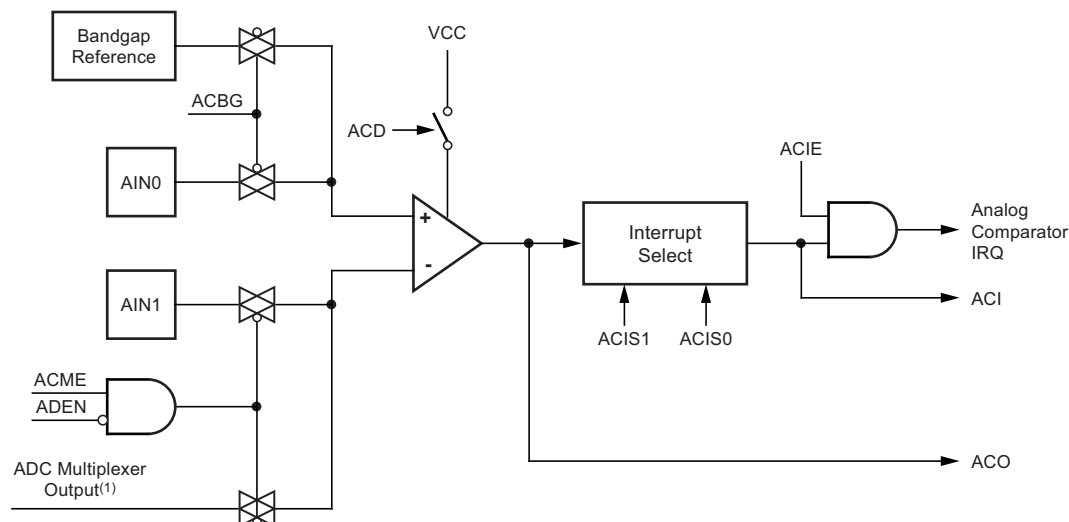 Bandgap
Reference
VCC
ACBG
ACD
ACIE
AIN0
+
Interrupt
Select
Analog
Comparator
IRQ
-
AIN1
ACI
ACIS1
ACIS0
ACME
ADEN
ACO
ADC Multiplexer
Output(1)